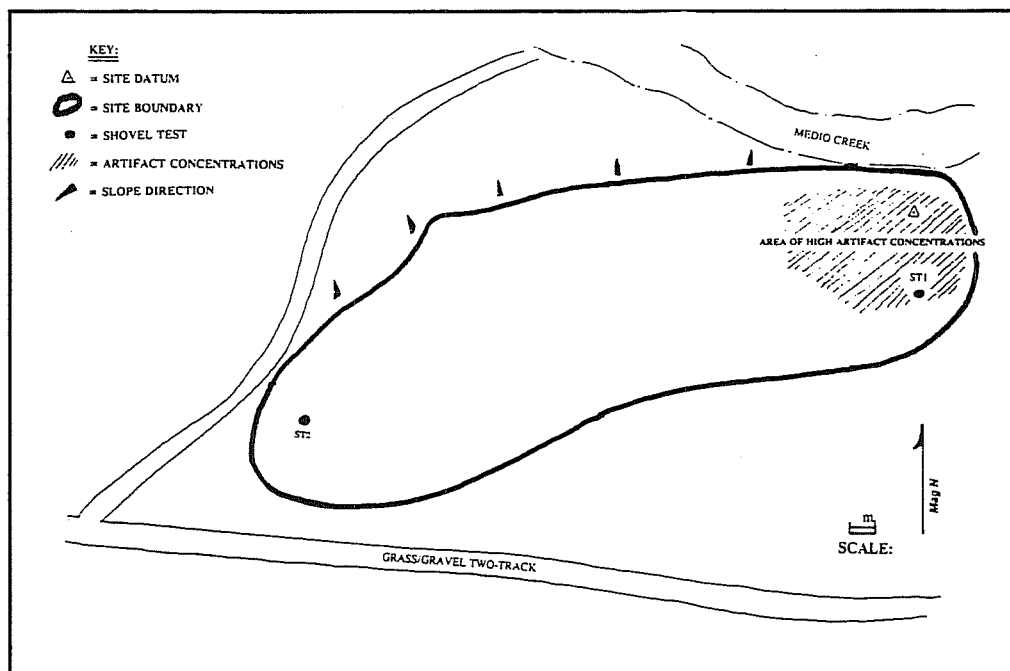 KEY:
= SITE DATUM
= SITE BOUNDARY
= SHOVEL TEST
= ARTIFACT CONCENTRATIONS
= SLOPE DIRECTION
MEDIO CREEK
AREA OF HIGH ARTIFACT CONCENTRATIONS
ST1
ST2
Mag N
m
SCALE:
GRASS/GRAVEL TWO-TRACK